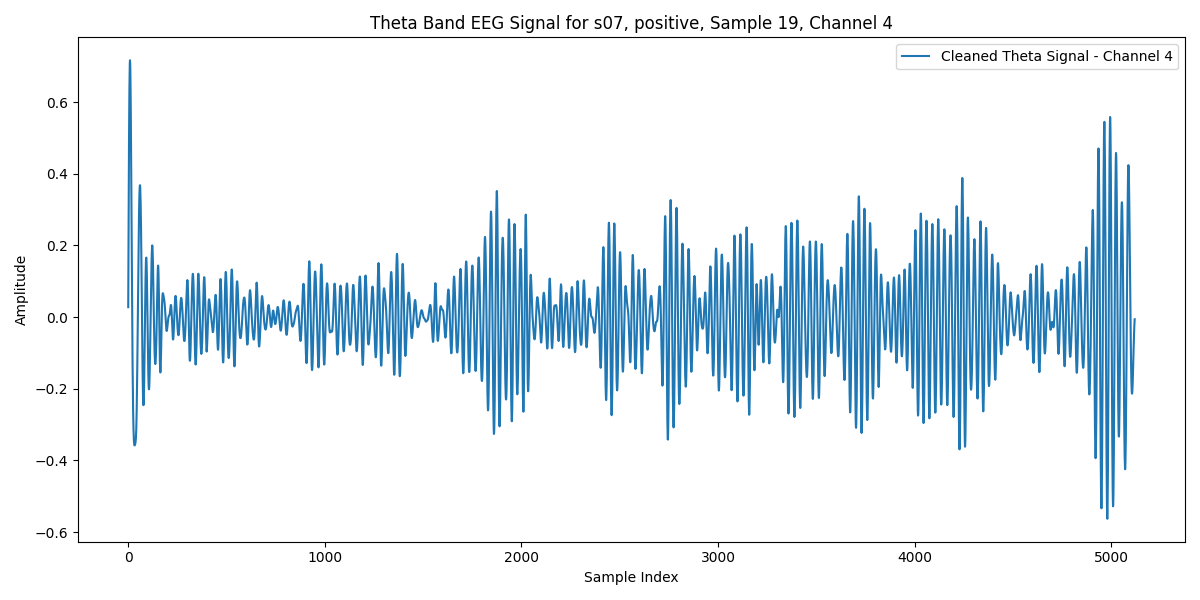 Theta Band EEG Signal for s07, positive, Sample 19, Channel 4
Cleaned Theta Signal - Channel 4
Amplitude
0.6
0.4
0.2
0.0
−0.2
−0.4
−0.6
0 1000 2000 3000 4000 5000
Sample Index